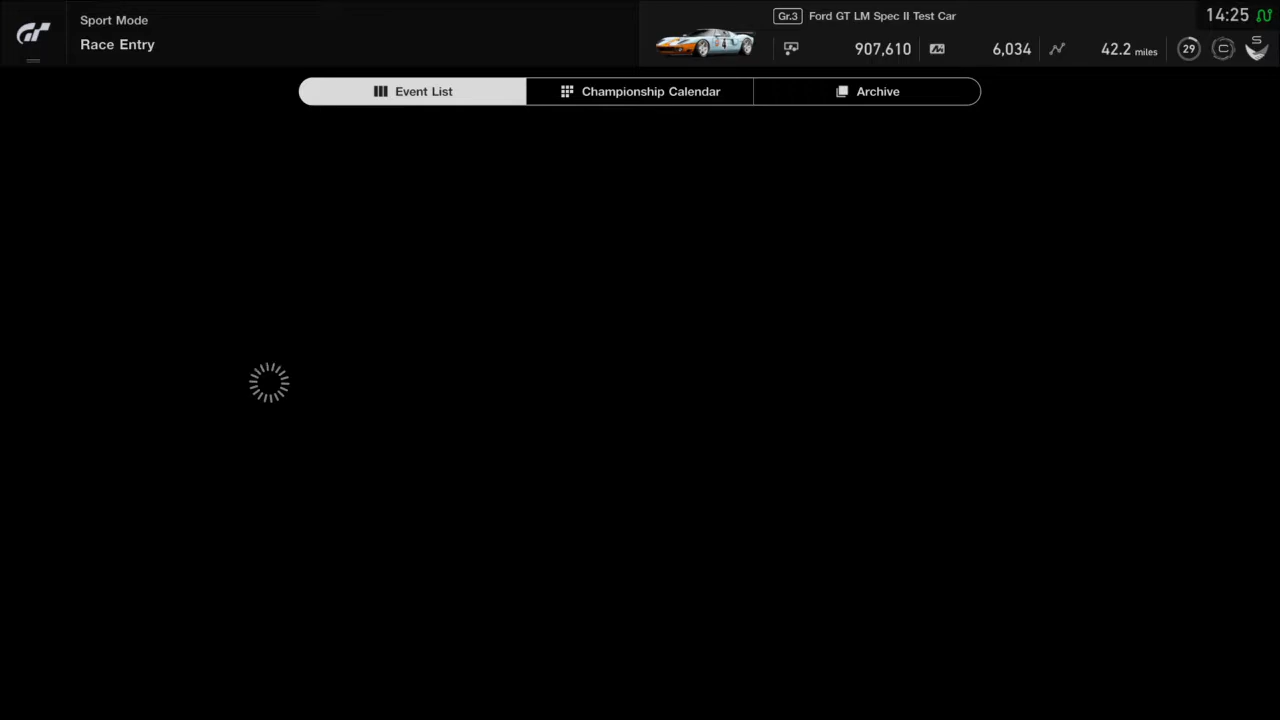 Sport Mode
Race Entry
Gr.3 Ford GT LM Spec II Test Car
14:25
4
907,610 6,034 42.2 miles 29 C S
Event List Championship Calendar Archive